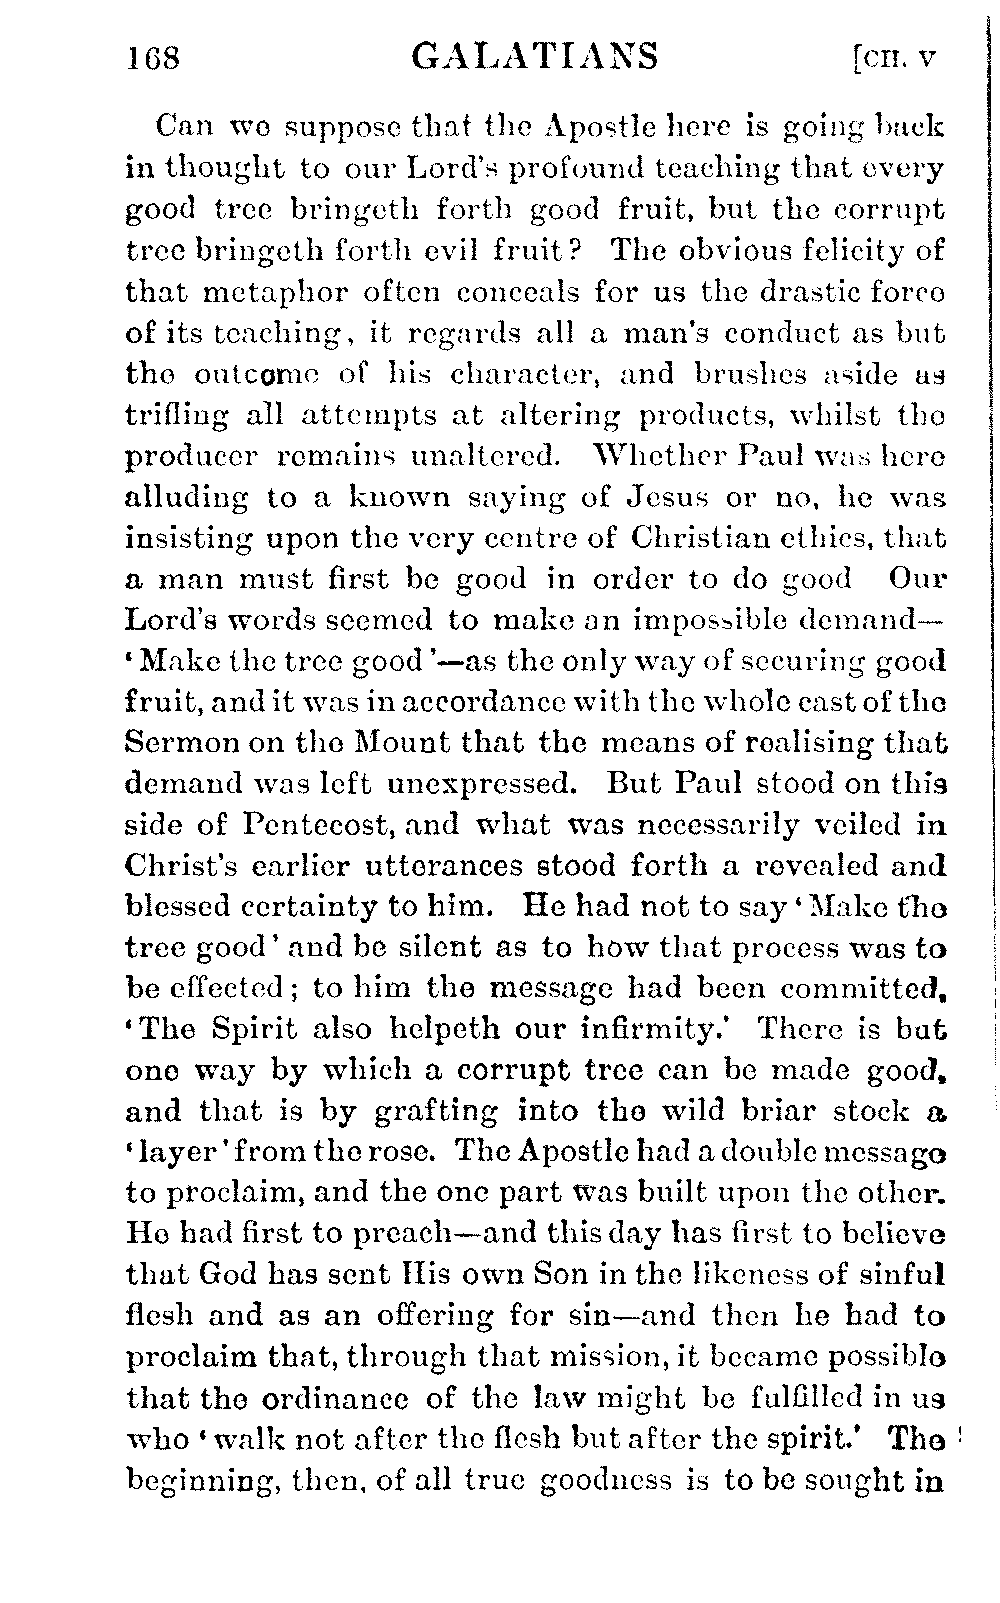 168 GALATIANS [CH. V
Can we suppose that the Apostle here is going back
in thought to our Lord's profound teaching that every
good tree bringeth forth good fruit, but the corrupt
tree bringeth forth evil fruit? The obvious felicity of
that metaphor often conceals for us the drastic force
of its teaching, it regards all a man's conduct as but
the outcome of his character, and brushes aside as
trifling all attempts at altering products, whilst the
producer remains unaltered. Whether Paul was here
alluding to a known saying of Jesus or no, he was
insisting upon the very centre of Christian ethics, that
a man must first be good in order to do good Our
Lord's words seemed to make an impossible demand—
'Make the tree good'—as the only way of securing good
fruit, and it was in accordance with the whole cast of the
Sermon on the Mount that the means of realising that
demand was left unexpressed. But Paul stood on this
side of Pentecost, and what was necessarily veiled in
Christ's earlier utterances stood forth a revealed and
blessed certainty to him. He had not to say 'Make the
tree good' and be silent as to how that process was to
be effected; to him the message had been committed,
'The Spirit also helpeth our infirmity.' There is but
one way by which a corrupt tree can be made good,
and that is by grafting into the wild briar stock a
'layer' from the rose. The Apostle had a double message
to proclaim, and the one part was built upon the other.
He had first to preach—and this day has first to believe
that God has sent His own Son in the likeness of sinful
flesh and as an offering for sin—and then he had to
proclaim that, through that mission, it became possible
that the ordinance of the law might be fulfilled in us
who 'walk not after the flesh but after the spirit.' The
beginning, then, of all true goodness is to be sought in